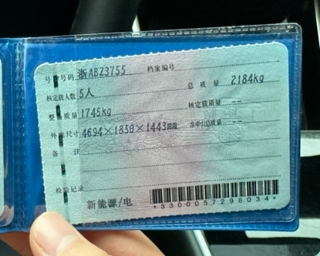 号牌号码 浙ABZ3755 档案编号
核定载人数 5人 总质量 2184kg
整备质量 1745kg 核定载质量 --
外廓尺寸 4694×1850×1443mm 准牵引总质量 --
备注
检验记录
新能源/电
*3300057298034*